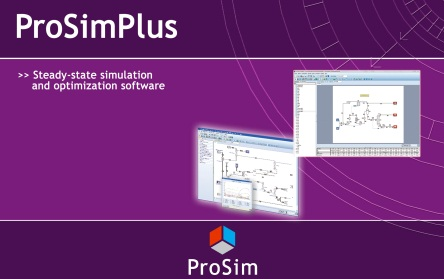 ProSimPlus
>> Steady-state simulation
and optimization software
ProSim